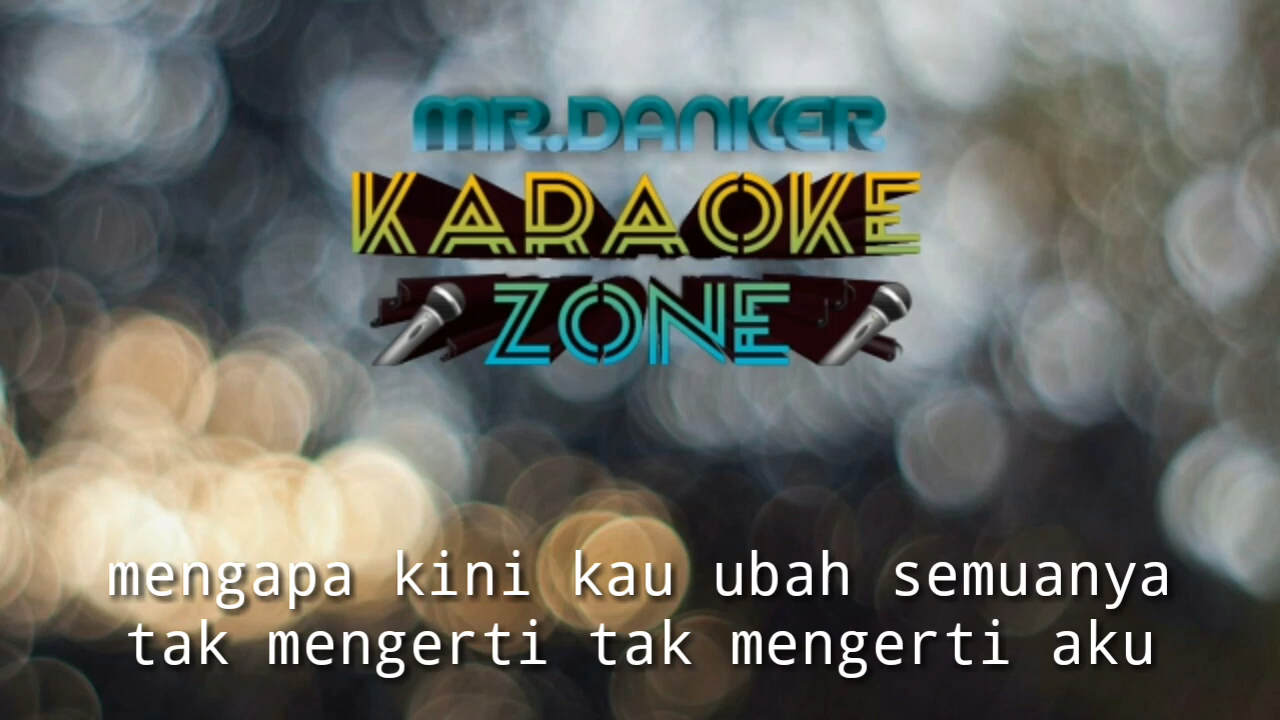 MR.DANKER
KARAOKE
ZONE
mengapa kini kau ubah semuanya
tak mengerti tak mengerti aku